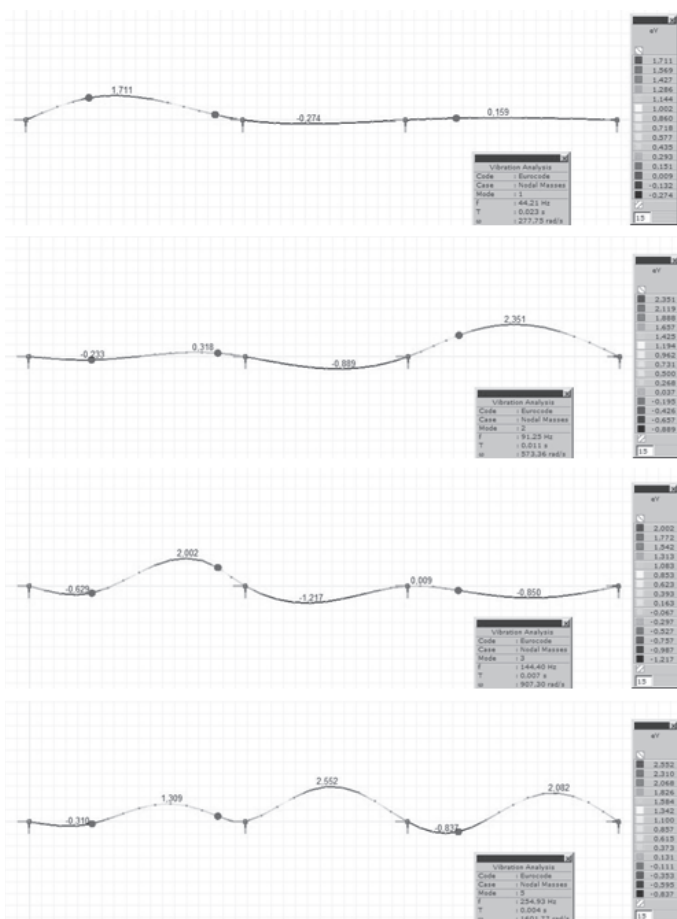 1,711
-0,274
0,159
eY
1,711
1,569
1,427
1,286
1,144
1,002
0,860
0,718
0,577
0,435
0,293
0,151
0,009
-0,132
-0,274
15
Vibration Analysis
Code : Eurocode
Case : Nodal Masses
Mode : 1
f : 44,21 Hz
T : 0,023 s
ω : 277,75 rad/s
-0,233
0,318
-0,889
2,351
eY
2,351
2,119
1,888
1,657
1,425
1,194
0,962
0,731
0,500
0,268
0,037
-0,195
-0,426
-0,657
-0,889
15
Vibration Analysis
Code : Eurocode
Case : Nodal Masses
Mode : 2
f : 91,25 Hz
T : 0,011 s
ω : 573,36 rad/s
-0,629
2,002
-1,217
0,009
-0,850
eY
2,002
1,772
1,542
1,313
1,083
0,853
0,623
0,393
0,163
-0,067
-0,297
-0,527
-0,757
-0,987
-1,217
15
Vibration Analysis
Code : Eurocode
Case : Nodal Masses
Mode : 3
f : 144,40 Hz
T : 0,007 s
ω : 907,30 rad/s
-0,310
1,309
2,552
-0,837
2,082
eY
2,552
2,310
2,068
1,826
1,584
1,342
1,100
0,857
0,615
0,373
0,131
-0,111
-0,353
-0,595
-0,837
15
Vibration Analysis
Code : Eurocode
Case : Nodal Masses
Mode : 5
f : 254,93 Hz
T : 0,004 s